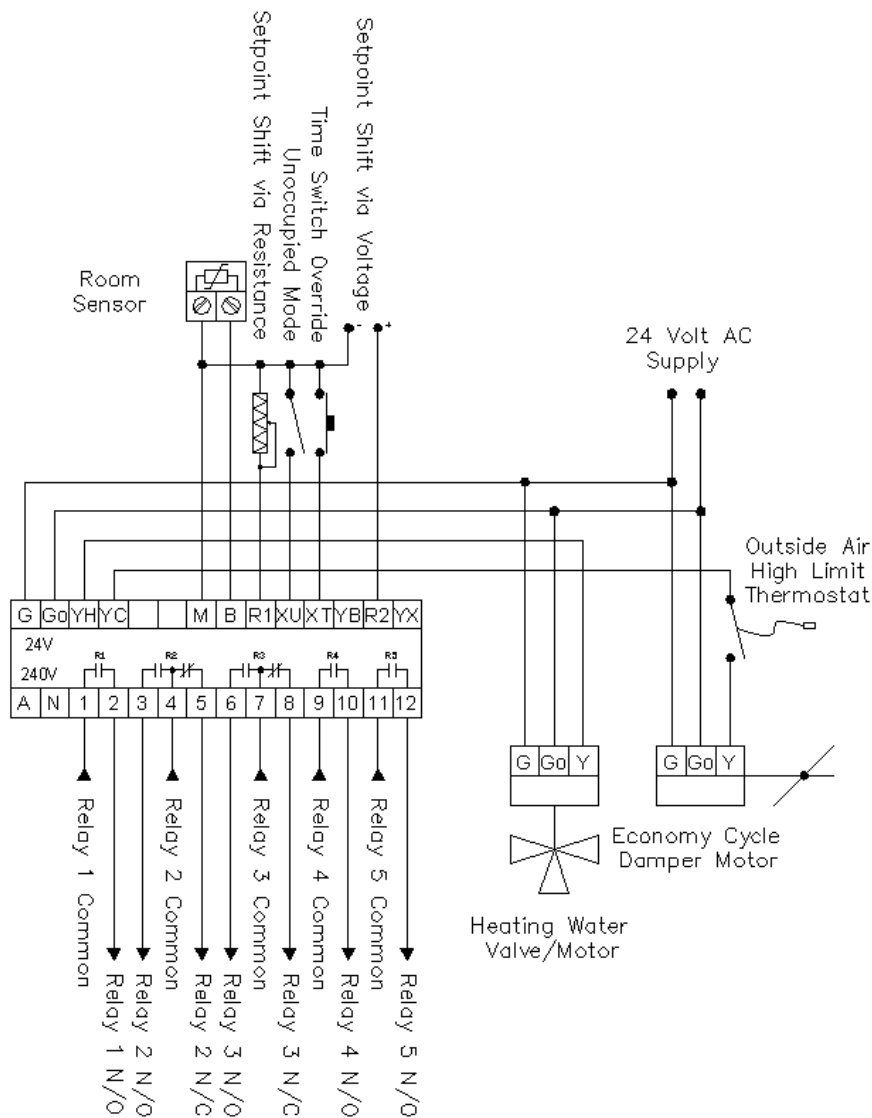 Setpoint Shift via Resistance
Unoccupied Mode
Time Switch Override
Setpoint Shift via Voltage
Room
Sensor
- +
24 Volt AC
Supply
Outside Air
High Limit
Thermostat
G Go YH YC M B R1 XU XT YB R2 YX
24V
240V
R1 R2 R3 R4 R5
A N 1 2 3 4 5 6 7 8 9 10 11 12
G Go Y
G Go Y
Economy Cycle
Damper Motor
Heating Water
Valve/Motor
Relay 1 Common
Relay 1 N/O
Relay 2 N/O
Relay 2 Common
Relay 2 N/C
Relay 3 N/O
Relay 3 Common
Relay 3 N/C
Relay 4 Common
Relay 4 N/O
Relay 5 Common
Relay 5 N/O